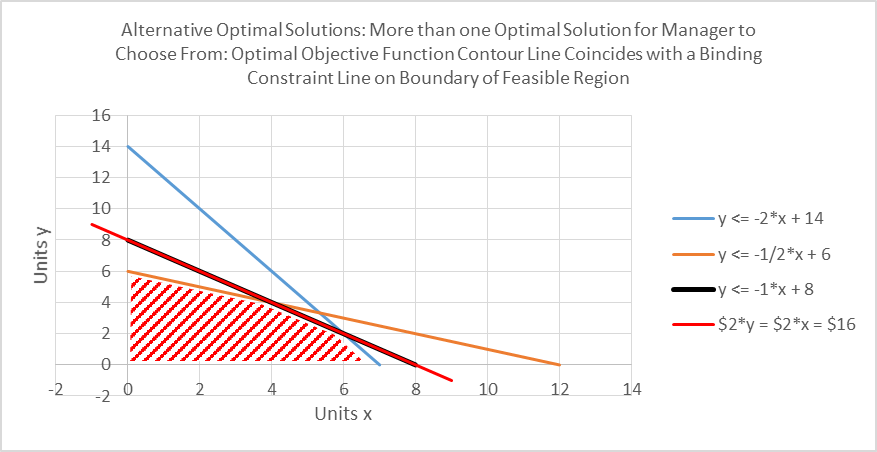 Alternative Optimal Solutions: More than one Optimal Solution for Manager to
Choose From: Optimal Objective Function Contour Line Coincides with a Binding
Constraint Line on Boundary of Feasible Region
16
14
12
10
8
6
4
2
0
-2
-2 0 2 4 6 8 10 12 14
Units y
Units x
y <= -2*x + 14
y <= -1/2*x + 6
y <= -1*x + 8
$2*y = $2*x = $16